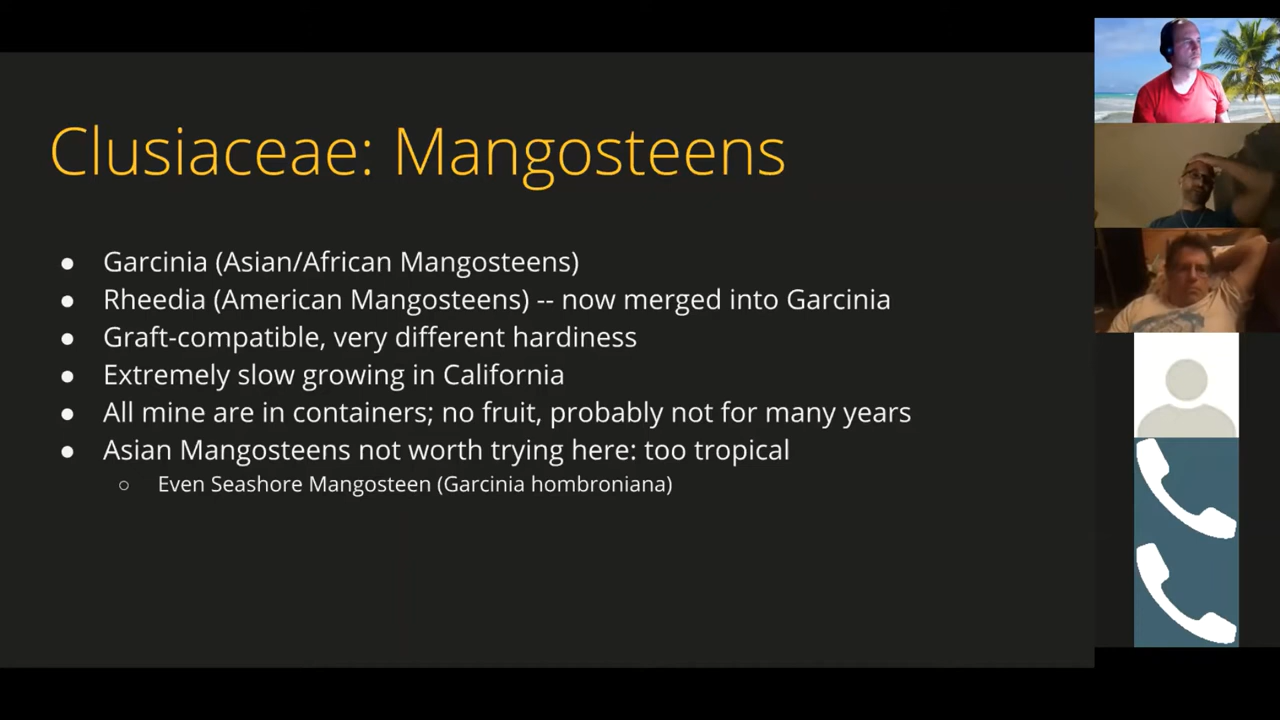 Clusiaceae: Mangosteens
● Garcinia (Asian/African Mangosteens)
● Rheedia (American Mangosteens) -- now merged into Garcinia
● Graft-compatible, very different hardiness
● Extremely slow growing in California
● All mine are in containers; no fruit, probably not for many years
● Asian Mangosteens not worth trying here: too tropical
○ Even Seashore Mangosteen (Garcinia hombroniana)